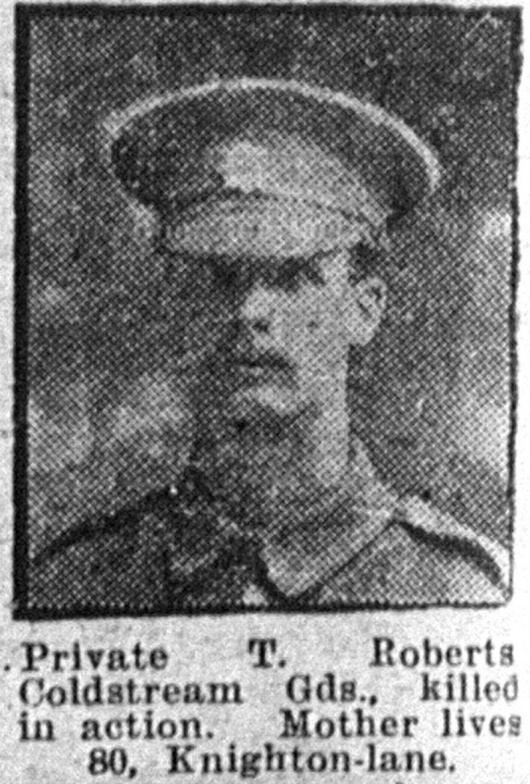 Private T. Roberts
Coldstream Gds., killed
in action. Mother lives
80, Knighton-lane.